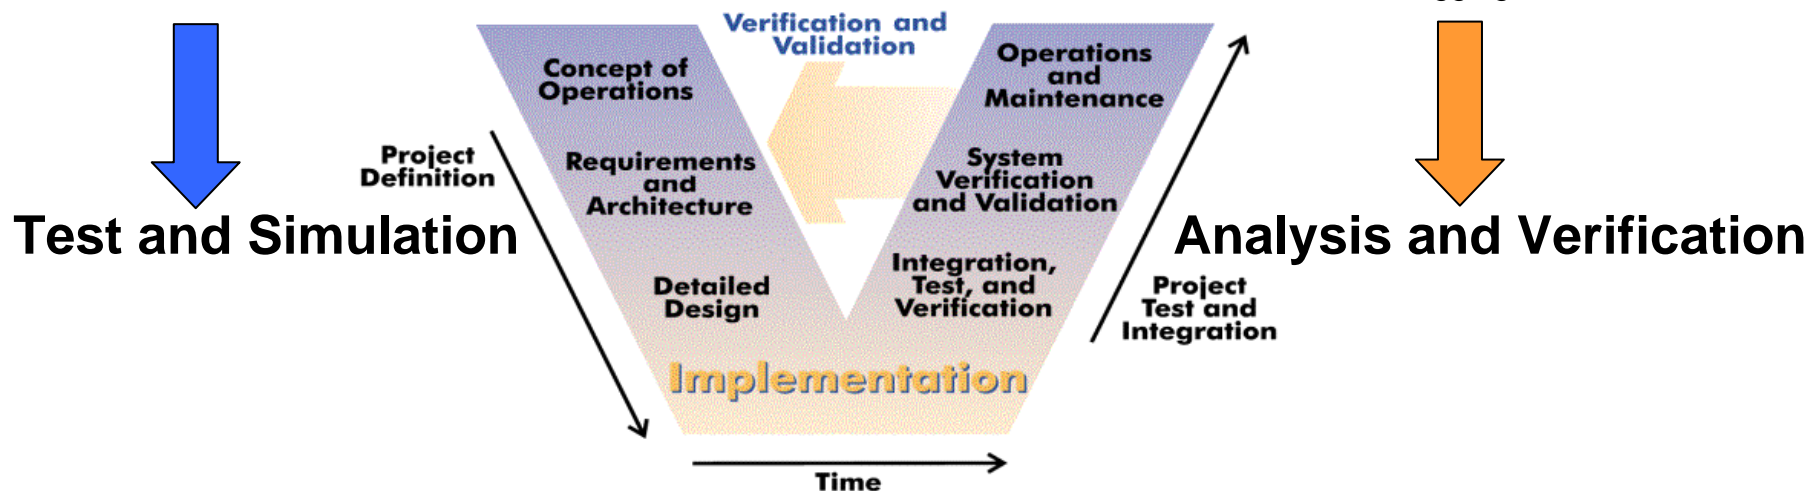 Verification and
Validation
Concept of
Operations
Operations
and
Maintenance
Project
Definition
Requirements
and
Architecture
System
Verification
and Validation
Test and Simulation
Analysis and Verification
Detailed
Design
Integration,
Test, and
Verification
Project
Test and
Integration
Implementation
Time